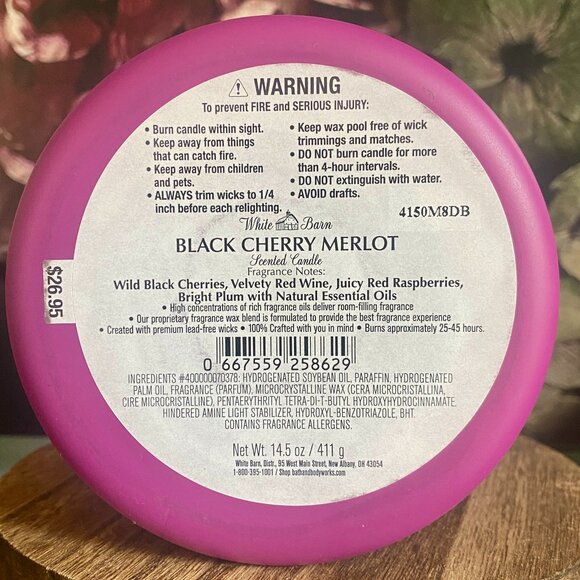 ⚠ WARNING
To prevent FIRE and SERIOUS INJURY:
• Burn candle within sight.
• Keep away from things
that can catch fire.
• Keep away from children
and pets.
• ALWAYS trim wicks to 1/4
inch before each relighting.
• Keep wax pool free of wick
trimmings and matches.
• DO NOT burn candle for more
than 4-hour intervals.
• DO NOT extinguish with water.
• AVOID drafts.
4150M8DB
White Barn
BLACK CHERRY MERLOT
Scented Candle
Fragrance Notes:
Wild Black Cherries, Velvety Red Wine, Juicy Red Raspberries,
Bright Plum with Natural Essential Oils
• High concentrations of rich fragrance oils deliver room-filling fragrance
• Our proprietary fragrance wax blend is formulated to provide the best fragrance experience
• Created with premium lead-free wicks • 100% Crafted with you in mind • Burns approximately 25-45 hours.
$26.95
0 667559 258629
INGREDIENTS #400000070378: HYDROGENATED SOYBEAN OIL, PARAFFIN, HYDROGENATED
PALM OIL, FRAGRANCE (PARFUM), MICROCRYSTALLINE WAX (CERA MICROCRISTALLINA,
CIRE MICROCRISTALLINE), PENTAERYTHRITYL TETRA-DI-T-BUTYL HYDROXYHYDROCINNAMATE,
HINDERED AMINE LIGHT STABILIZER, HYDROXYL-BENZOTRIAZOLE, BHT.
CONTAINS FRAGRANCE ALLERGENS.
Net Wt. 14.5 oz / 411 g
White Barn, Distr., 95 West Main Street, New Albany, OH 43054
1-800-395-1001 / Shop bathandbodyworks.com